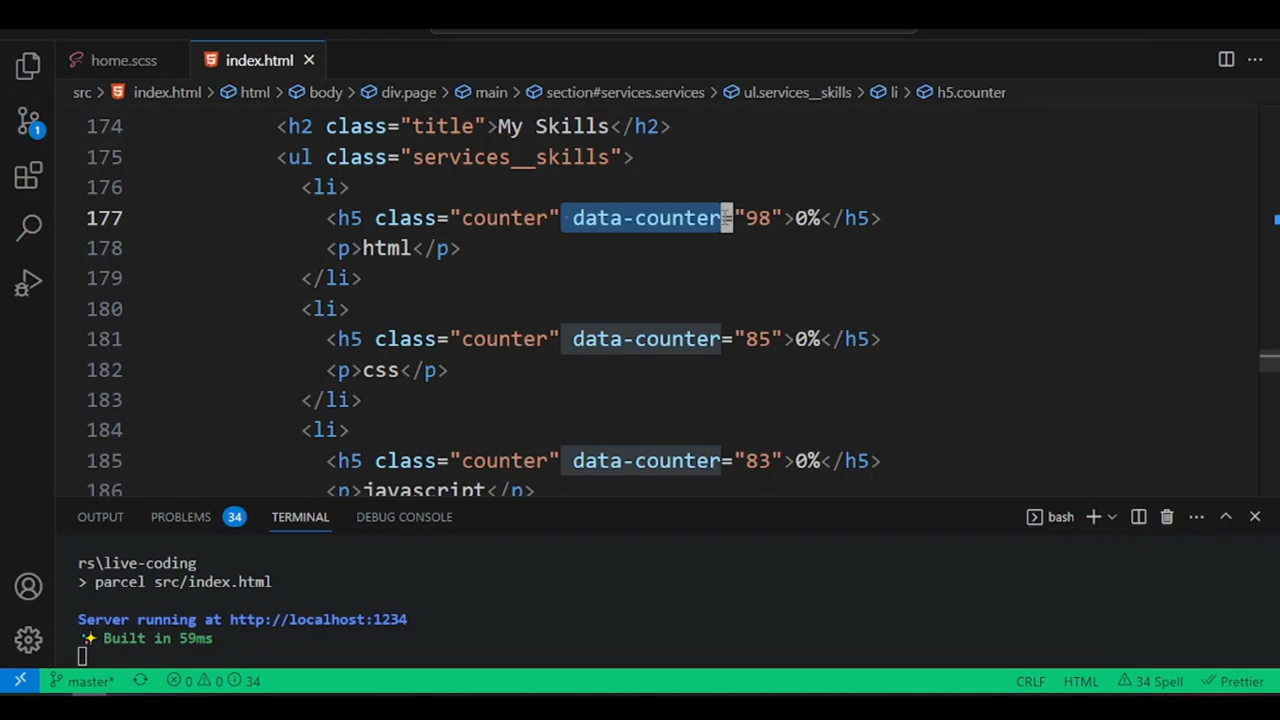 home.scss index.html
src > index.html > html > body > div.page > main > section#services.services > ul.services__skills > li > h5.counter
174 <h2 class="title">My Skills</h2>
175 <ul class="services__skills">
176 <li>
177 <h5 class="counter" data-counter="98">0%</h5>
178 <p>html</p>
179 </li>
180 <li>
181 <h5 class="counter" data-counter="85">0%</h5>
182 <p>css</p>
183 </li>
184 <li>
185 <h5 class="counter" data-counter="83">0%</h5>
186 <p>javascript</p>
OUTPUT PROBLEMS 34 TERMINAL DEBUG CONSOLE bash
rs\live-coding
> parcel src/index.html
Server running at http://localhost:1234
✨ Built in 59ms
1
master* 0 0 34 CRLF HTML 34 Spell Prettier